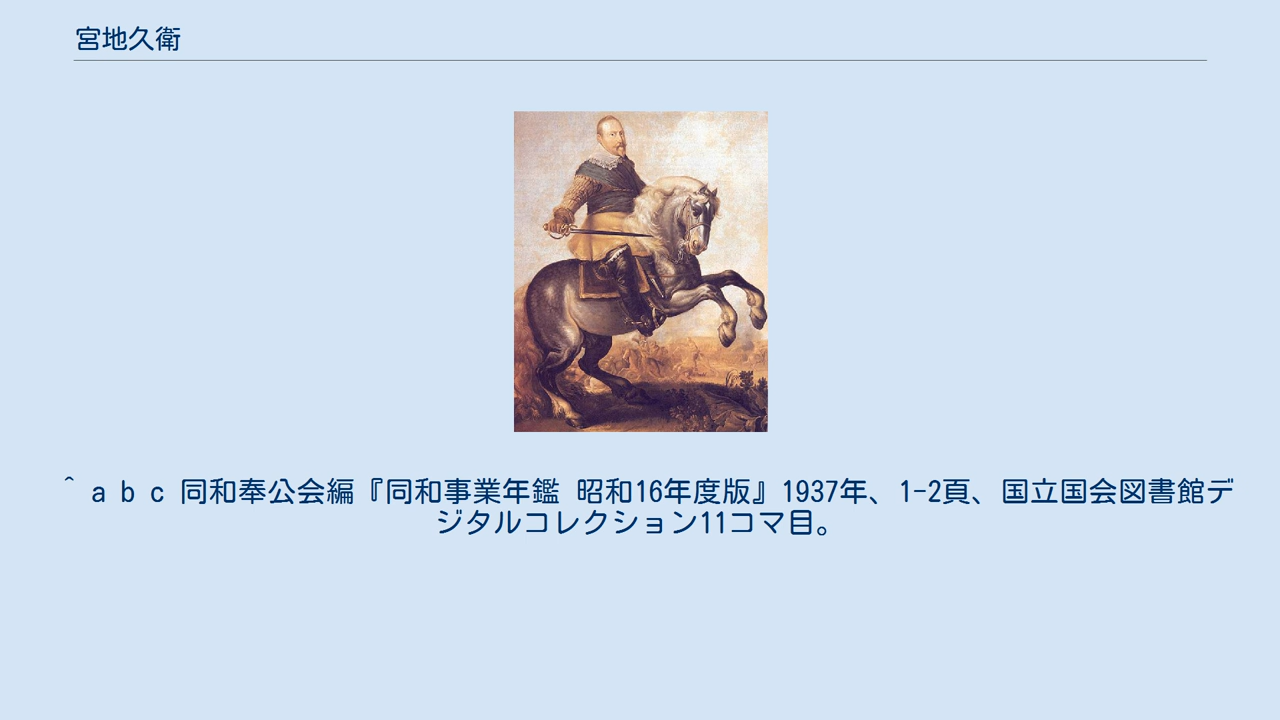 宮地久衛
^ a b c 同和奉公会編『同和事業年鑑 昭和16年度版』1937年、1-2頁、国立国会図書館デ
ジタルコレクション11コマ目。